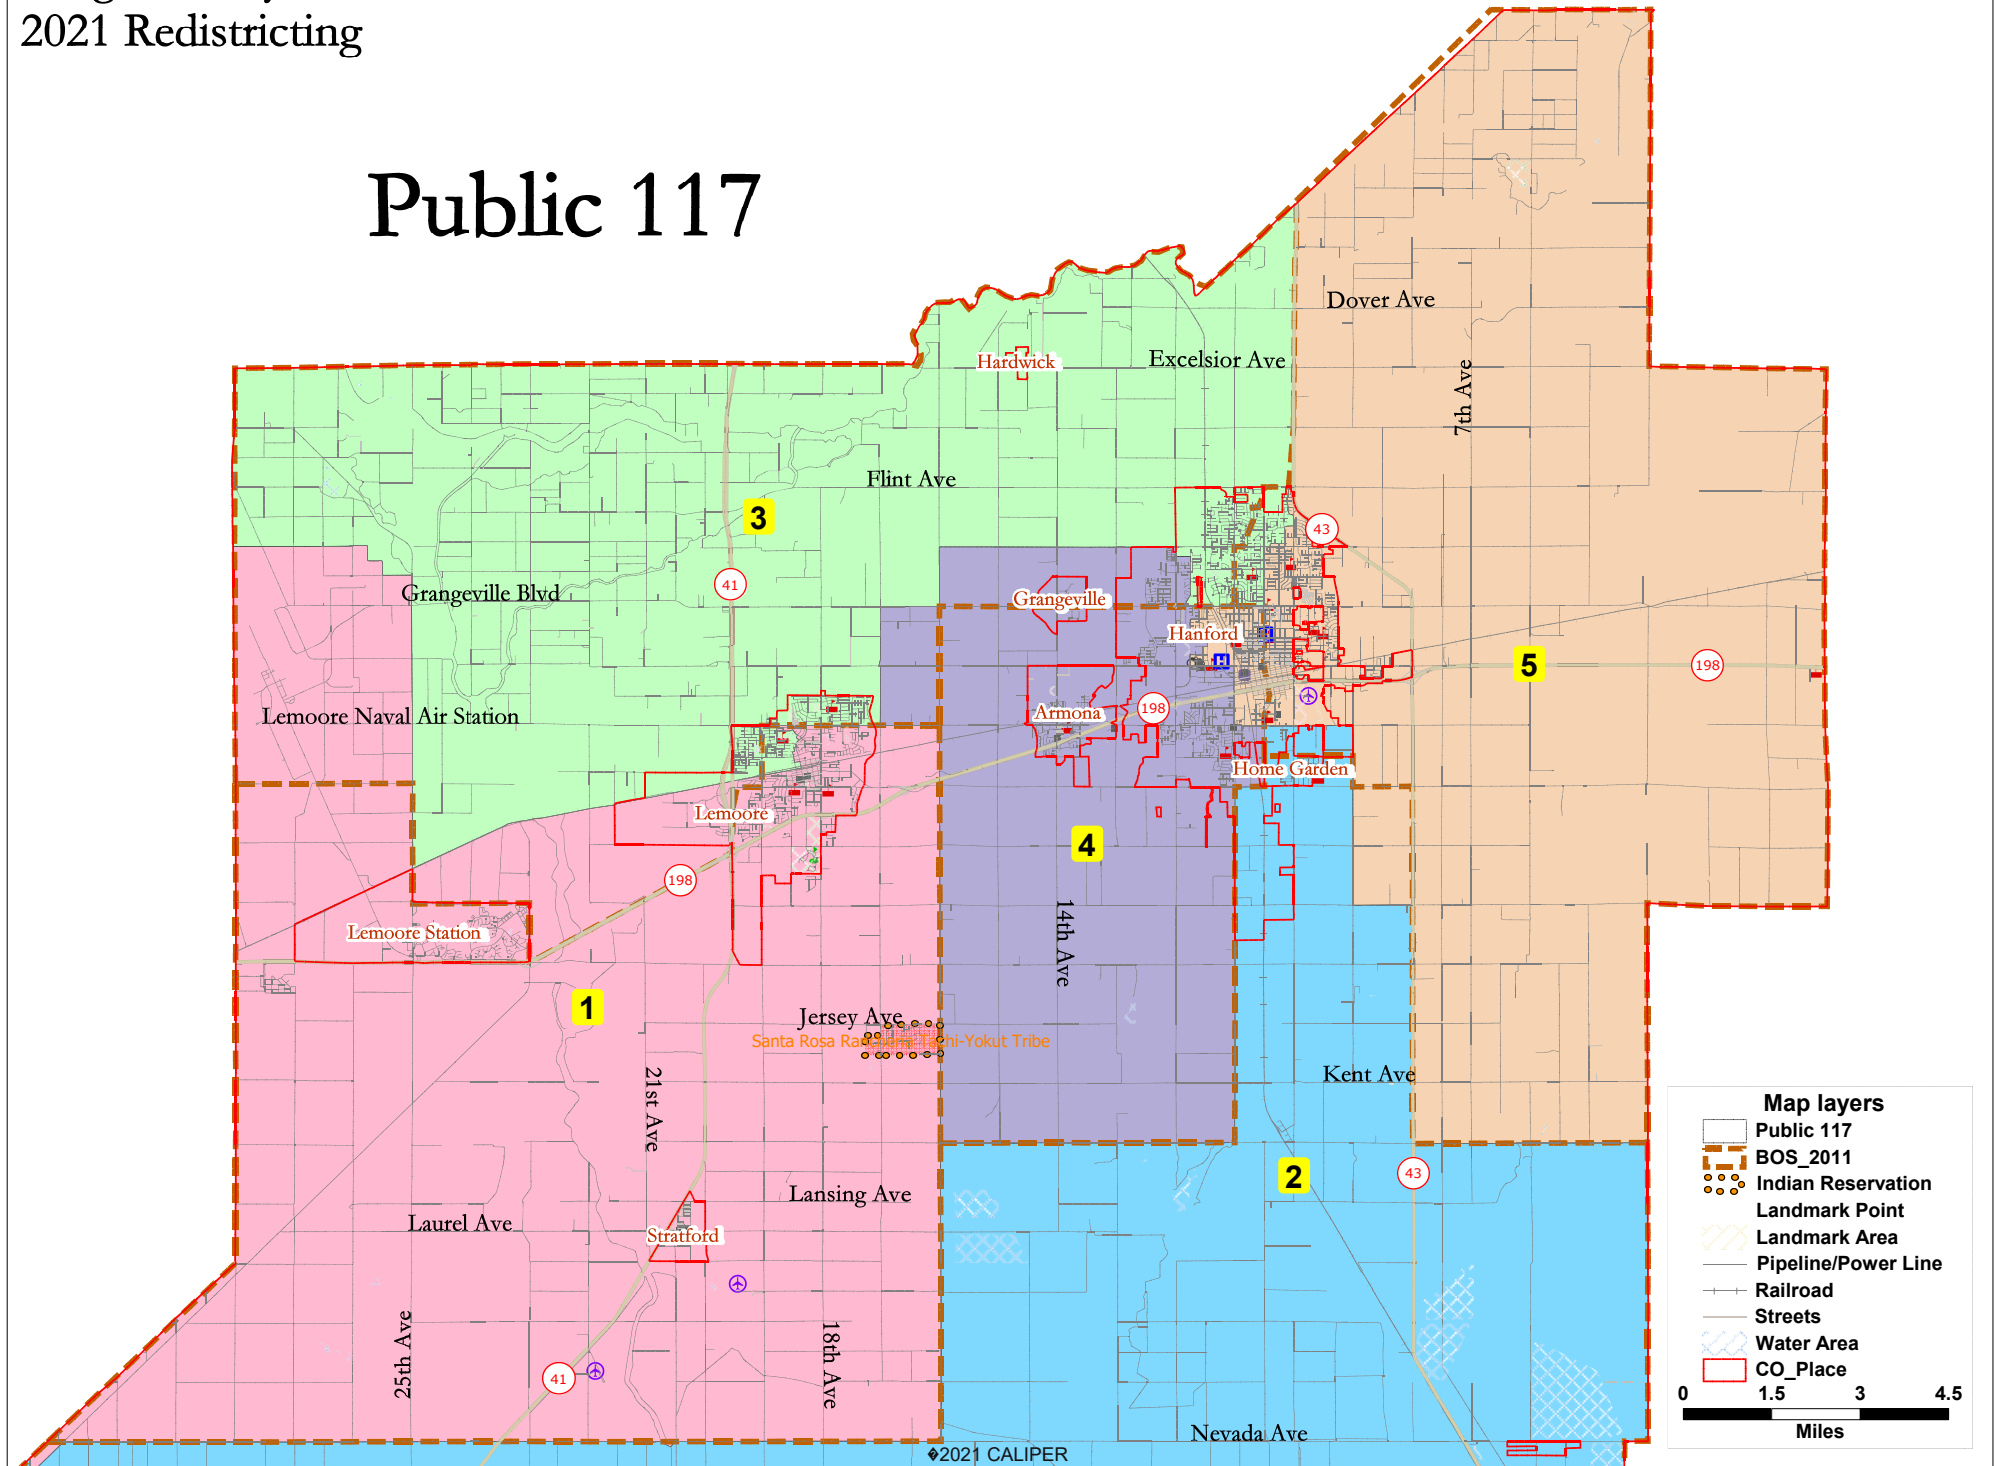 2021 Redistricting
Public 117
Dover Ave
Hardwick
Excelsior Ave
7th Ave
Flint Ave
3
43
41
Grangeville Blvd
Grangeville
Hanford
5
198
Lemoore Naval Air Station
Armona
198
Home Garden
Lemoore
4
198
14th Ave
Lemoore Station
1
Jersey Ave
Santa Rosa Rancheria Tachi-Yokut Tribe
21st Ave
Kent Ave
2
43
Lansing Ave
Laurel Ave
Stratford
25th Ave
18th Ave
41
Nevada Ave
�2021 CALIPER
Map layers
Public 117
BOS_2011
Indian Reservation
Landmark Point
Landmark Area
Pipeline/Power Line
Railroad
Streets
Water Area
CO_Place
0 1.5 3 4.5
Miles